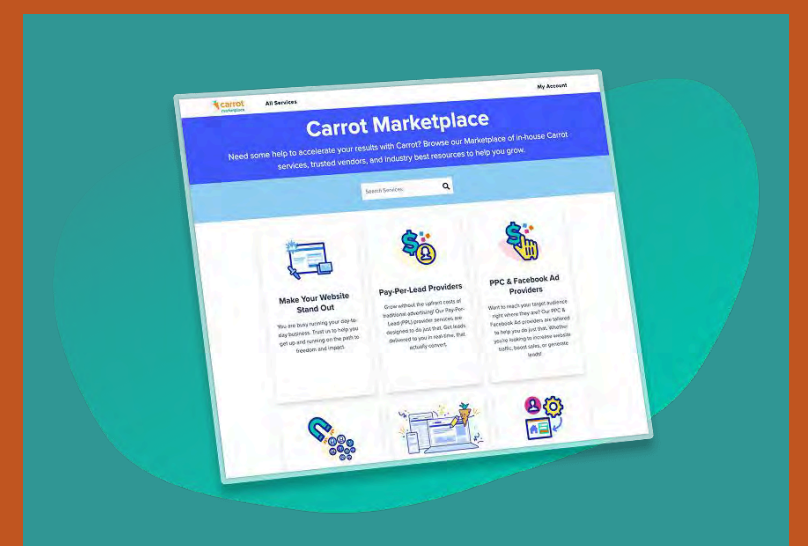 carrot
marketplace
All Services
My Account
Carrot Marketplace
Need some help to accelerate your results with Carrot? Browse our Marketplace of in-house Carrot
services, trusted vendors, and industry best resources to help you grow.
Search Services...
Make Your Website
Stand Out
You are busy running your day-to-
day business. Trust us to help you
get up and running on the path to
freedom and impact.
Pay-Per-Lead Providers
Grow without the upfront costs of
traditional advertising! Our Pay-Per-
Lead (PPL) provider services are
designed to do just that. Get leads
delivered to you in real-time, that
actually convert.
PPC & Facebook Ad
Providers
Want to reach your target audience
right where they are? Our PPC &
Facebook Ad providers are tailored
to help you do just that. Whether
you're looking to increase website
traffic, boost sales, or generate
leads!